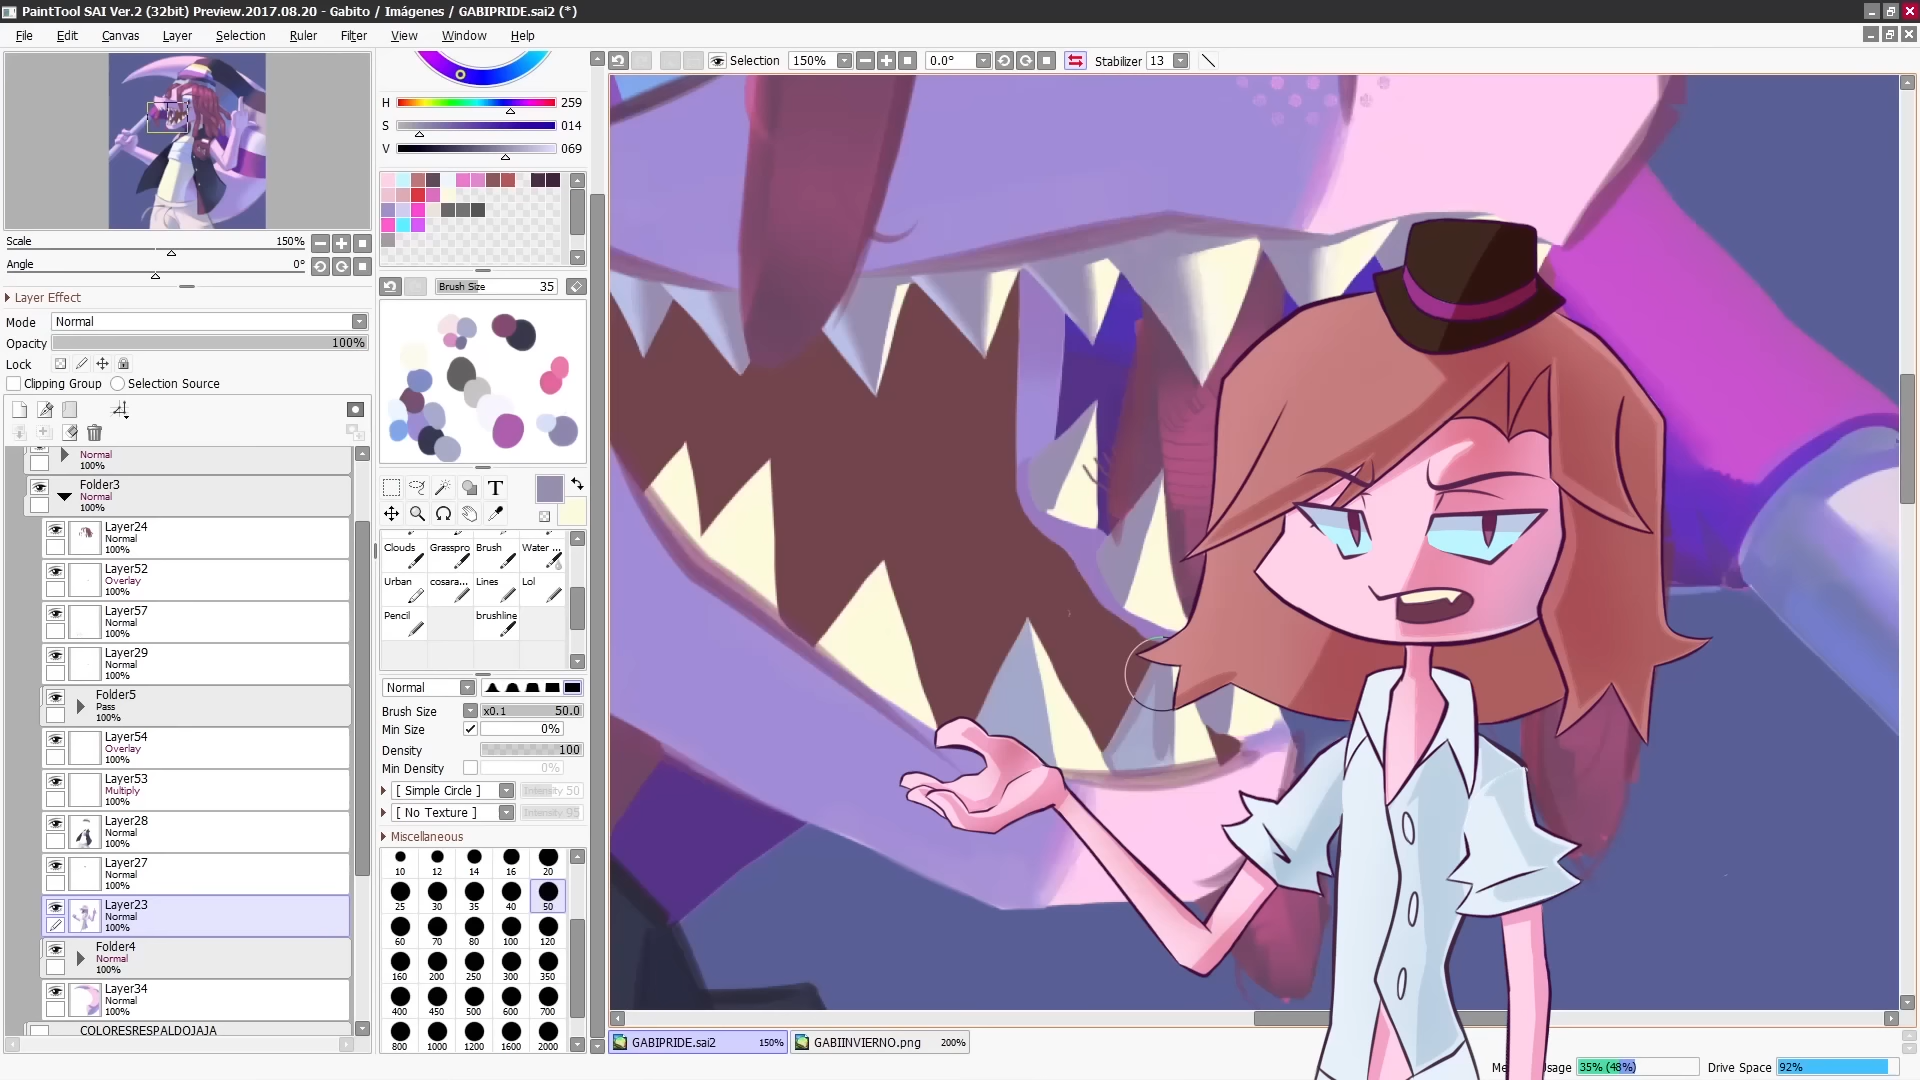 PaintTool SAI Ver.2 (32bit) Preview.2017.08.20 - Gabito / Imágenes / GABIPRIDE.sai2 (*)
File Edit Canvas Layer Selection Ruler Filter View Window Help
Selection 150% 0.0° Stabilizer 13
H 259
S 014
V 069
Scale 150%
Angle 0°
Layer Effect
Mode Normal
Opacity 100%
Lock
Clipping Group Selection Source
Normal
100%
Folder3
Normal
100%
Layer24
Normal
100%
Layer52
Overlay
100%
Layer57
Normal
100%
Layer29
Normal
100%
Folder5
Pass
100%
Layer54
Overlay
100%
Layer53
Multiply
100%
Layer28
Normal
100%
Layer27
Normal
100%
Layer23
Normal
100%
Folder4
Normal
100%
Layer34
Normal
100%
COLORESRESPALDOJAJA
Brush Size 35
T
Clouds Grasspro Brush Water ...
Urban cosara... Lines Lol
Pencil brushline
Normal
Brush Size x0.1 50.0
Min Size 0%
Density 100
Min Density 0%
[ Simple Circle ] Intensity 50
[ No Texture ] Intensity 95
Miscellaneous
10 12 14 16 20
25 30 35 40 50
60 70 80 100 120
160 200 250 300 350
400 450 500 600 700
800 1000 1200 1600 2000
GABIPRIDE.sai2 150% GABIINVIERNO.png 200%
35% (48%) Drive Space 92%